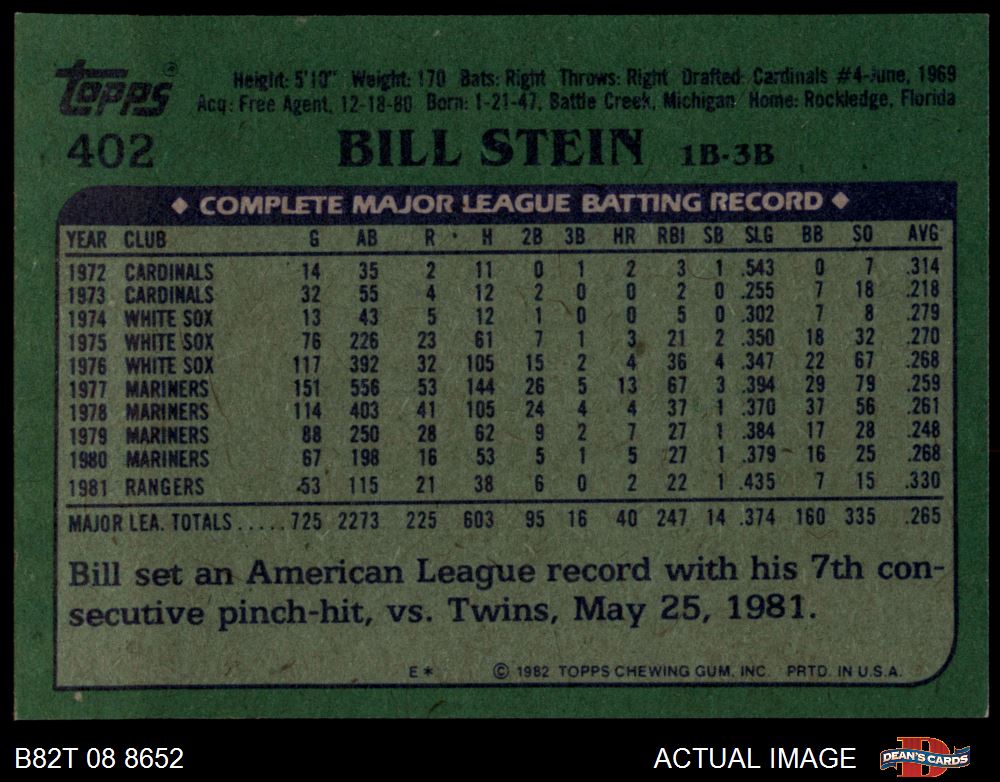 Topps® Height: 5'10" Weight: 170 Bats: Right Throws: Right Drafted: Cardinals #4-June, 1969
Acq: Free Agent, 12-18-80 Born: 1-21-47, Battle Creek, Michigan Home: Rockledge, Florida
402 BILL STEIN 1B-3B
◆ COMPLETE MAJOR LEAGUE BATTING RECORD ◆
YEAR CLUB G AB R H 2B 3B HR RBI SB SLG BB SO AVG
1972 CARDINALS 14 35 2 11 0 1 2 3 1 .543 0 7 .314
1973 CARDINALS 32 55 4 12 2 0 0 2 0 .255 7 18 .218
1974 WHITE SOX 13 43 5 12 1 0 0 5 0 .302 7 8 .279
1975 WHITE SOX 76 226 23 61 7 1 3 21 2 .350 18 32 .270
1976 WHITE SOX 117 392 32 105 15 2 4 36 4 .347 22 67 .268
1977 MARINERS 151 556 53 144 26 5 13 67 3 .394 29 79 .259
1978 MARINERS 114 403 41 105 24 4 4 37 1 .370 37 56 .261
1979 MARINERS 88 250 28 62 9 2 7 27 1 .384 17 28 .248
1980 MARINERS 67 198 16 53 5 1 5 27 1 .379 16 25 .268
1981 RANGERS 53 115 21 38 6 0 2 22 1 .435 7 15 .330
MAJOR LEA. TOTALS ..... 725 2273 225 603 95 16 40 247 14 .374 160 335 .265
Bill set an American League record with his 7th con-
secutive pinch-hit, vs. Twins, May 25, 1981.
E* © 1982 TOPPS CHEWING GUM, INC. PRTD. IN U.S.A.
B82T 08 8652 ACTUAL IMAGE DEAN'S CARDS